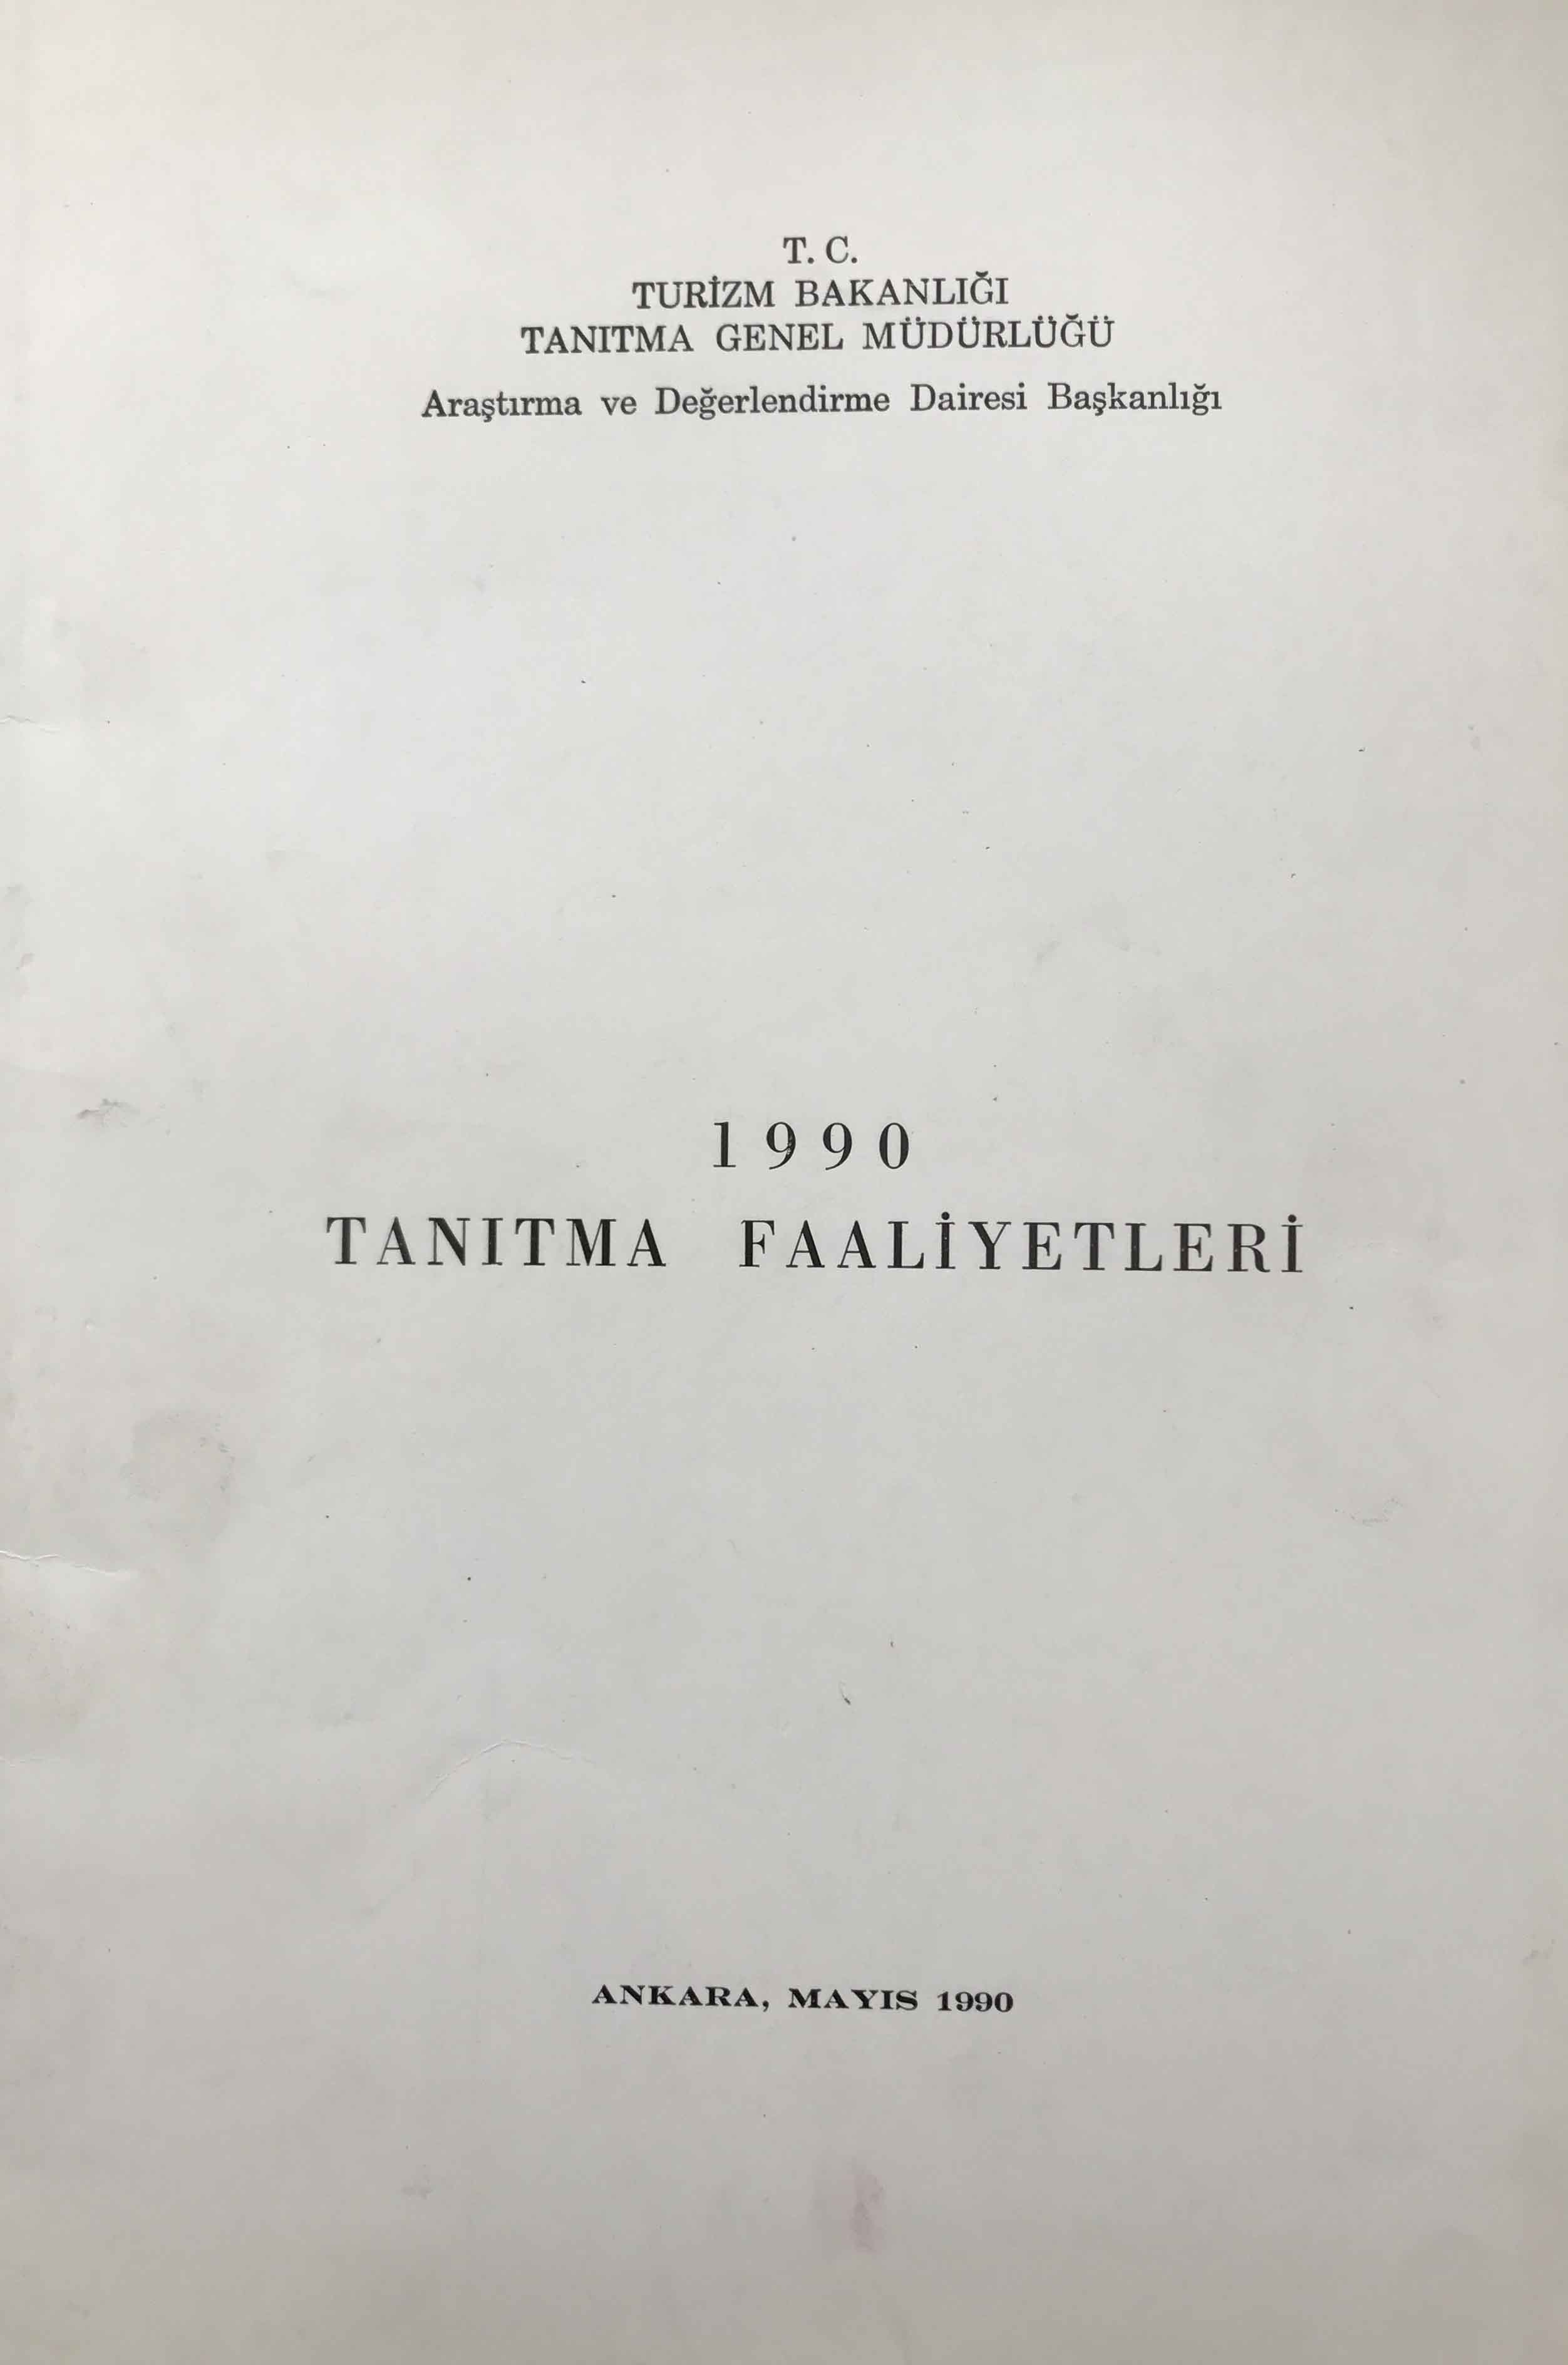 T. C.
TURİZM BAKANLIĞI
TANITMA GENEL MÜDÜRLÜĞÜ
Araştırma ve Değerlendirme Dairesi Başkanlığı
1990
TANITMA FAALİYETLERİ
ANKARA, MAYIS 1990